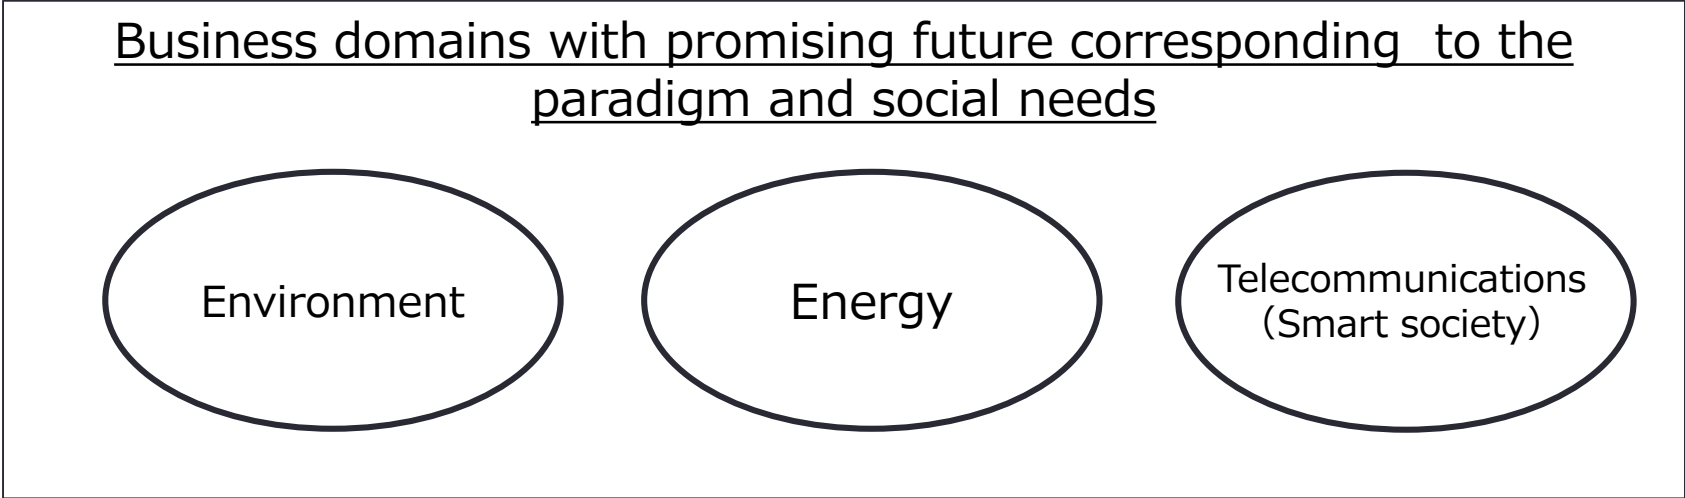 Business domains with promising future corresponding  to the
paradigm and social needs
Environment
Energy
Telecommunications
（Smart society）